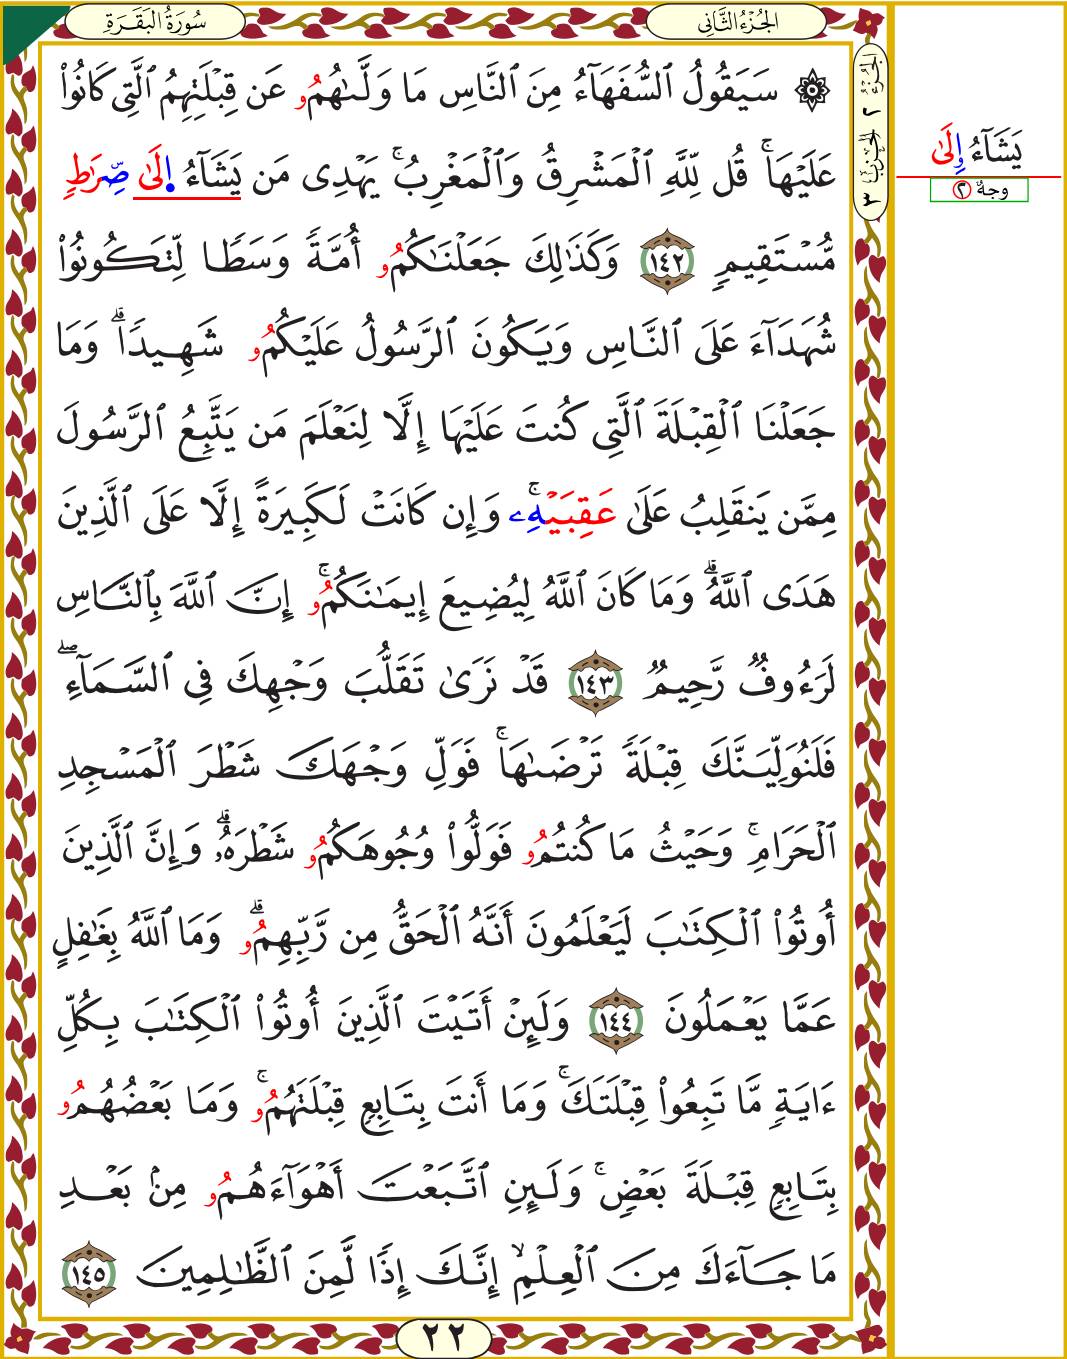 سُورَةُ البَقَرَةِ
الجُزْءُ الثَّانِي
الجُزْءُ ٢ الحِزْبُ ٣
۞ سَيَقُولُ ٱلسُّفَهَآءُ مِنَ ٱلنَّاسِ مَا وَلَّىٰهُمُۥ عَن قِبْلَتِهِمُ ٱلَّتِى كَانُوا۟
عَلَيْهَا ۚ قُل لِّلَّهِ ٱلْمَشْرِقُ وَٱلْمَغْرِبُ ۚ يَهْدِى مَن يَشَآءُ اِ۪لَىٰ صِّرَٰطٍ
مُّسْتَقِيمٍ ١٤٢ وَكَذَٰلِكَ جَعَلْنَٰكُمُۥ أُمَّةً وَسَطًا لِّتَكُونُوا۟
شُهَدَآءَ عَلَى ٱلنَّاسِ وَيَكُونَ ٱلرَّسُولُ عَلَيْكُمُۥ شَهِيدًا ۗ وَمَا
جَعَلْنَا ٱلْقِبْلَةَ ٱلَّتِى كُنتَ عَلَيْهَا إِلَّا لِنَعْلَمَ مَن يَتَّبِعُ ٱلرَّسُولَ
مِمَّن يَنقَلِبُ عَلَىٰ عَقِبَيْهِۦ ۚ وَإِن كَانَتْ لَكَبِيرَةً إِلَّا عَلَى ٱلَّذِينَ
هَدَى ٱللَّهُ ۗ وَمَا كَانَ ٱللَّهُ لِيُضِيعَ إِيمَٰنَكُمُۥ ۚ إِنَّ ٱللَّهَ بِٱلنَّاسِ
لَرَءُوفٌ رَّحِيمٌ ١٤٣ قَدْ نَرَىٰ تَقَلُّبَ وَجْهِكَ فِى ٱلسَّمَآءِ ۖ
فَلَنُوَلِّيَنَّكَ قِبْلَةً تَرْضَىٰهَا ۚ فَوَلِّ وَجْهَكَ شَطْرَ ٱلْمَسْجِدِ
ٱلْحَرَامِ ۚ وَحَيْثُ مَا كُنتُمُۥ فَوَلُّوا۟ وُجُوهَكُمُۥ شَطْرَهُۥ ۗ وَإِنَّ ٱلَّذِينَ
أُوتُوا۟ ٱلْكِتَٰبَ لَيَعْلَمُونَ أَنَّهُ ٱلْحَقُّ مِن رَّبِّهِمُۥ ۗ وَمَا ٱللَّهُ بِغَٰفِلٍ
عَمَّا يَعْمَلُونَ ١٤٤ وَلَئِنْ أَتَيْتَ ٱلَّذِينَ أُوتُوا۟ ٱلْكِتَٰبَ بِكُلِّ
ءَايَةٍ مَّا تَبِعُوا۟ قِبْلَتَكَ ۚ وَمَا أَنتَ بِتَابِعٍ قِبْلَتَهُمُۥ ۚ وَمَا بَعْضُهُمُۥ
بِتَابِعٍ قِبْلَةَ بَعْضٍ ۚ وَلَئِنِ ٱتَّبَعْتَ أَهْوَآءَهُمُۥ مِنۢ بَعْدِ
مَا جَآءَكَ مِنَ ٱلْعِلْمِ ۙ إِنَّكَ إِذًا لَّمِنَ ٱلظَّٰلِمِينَ ١٤٥
٢٢
يَشَآءُ إِلَىٰ
وجهٌ ٢